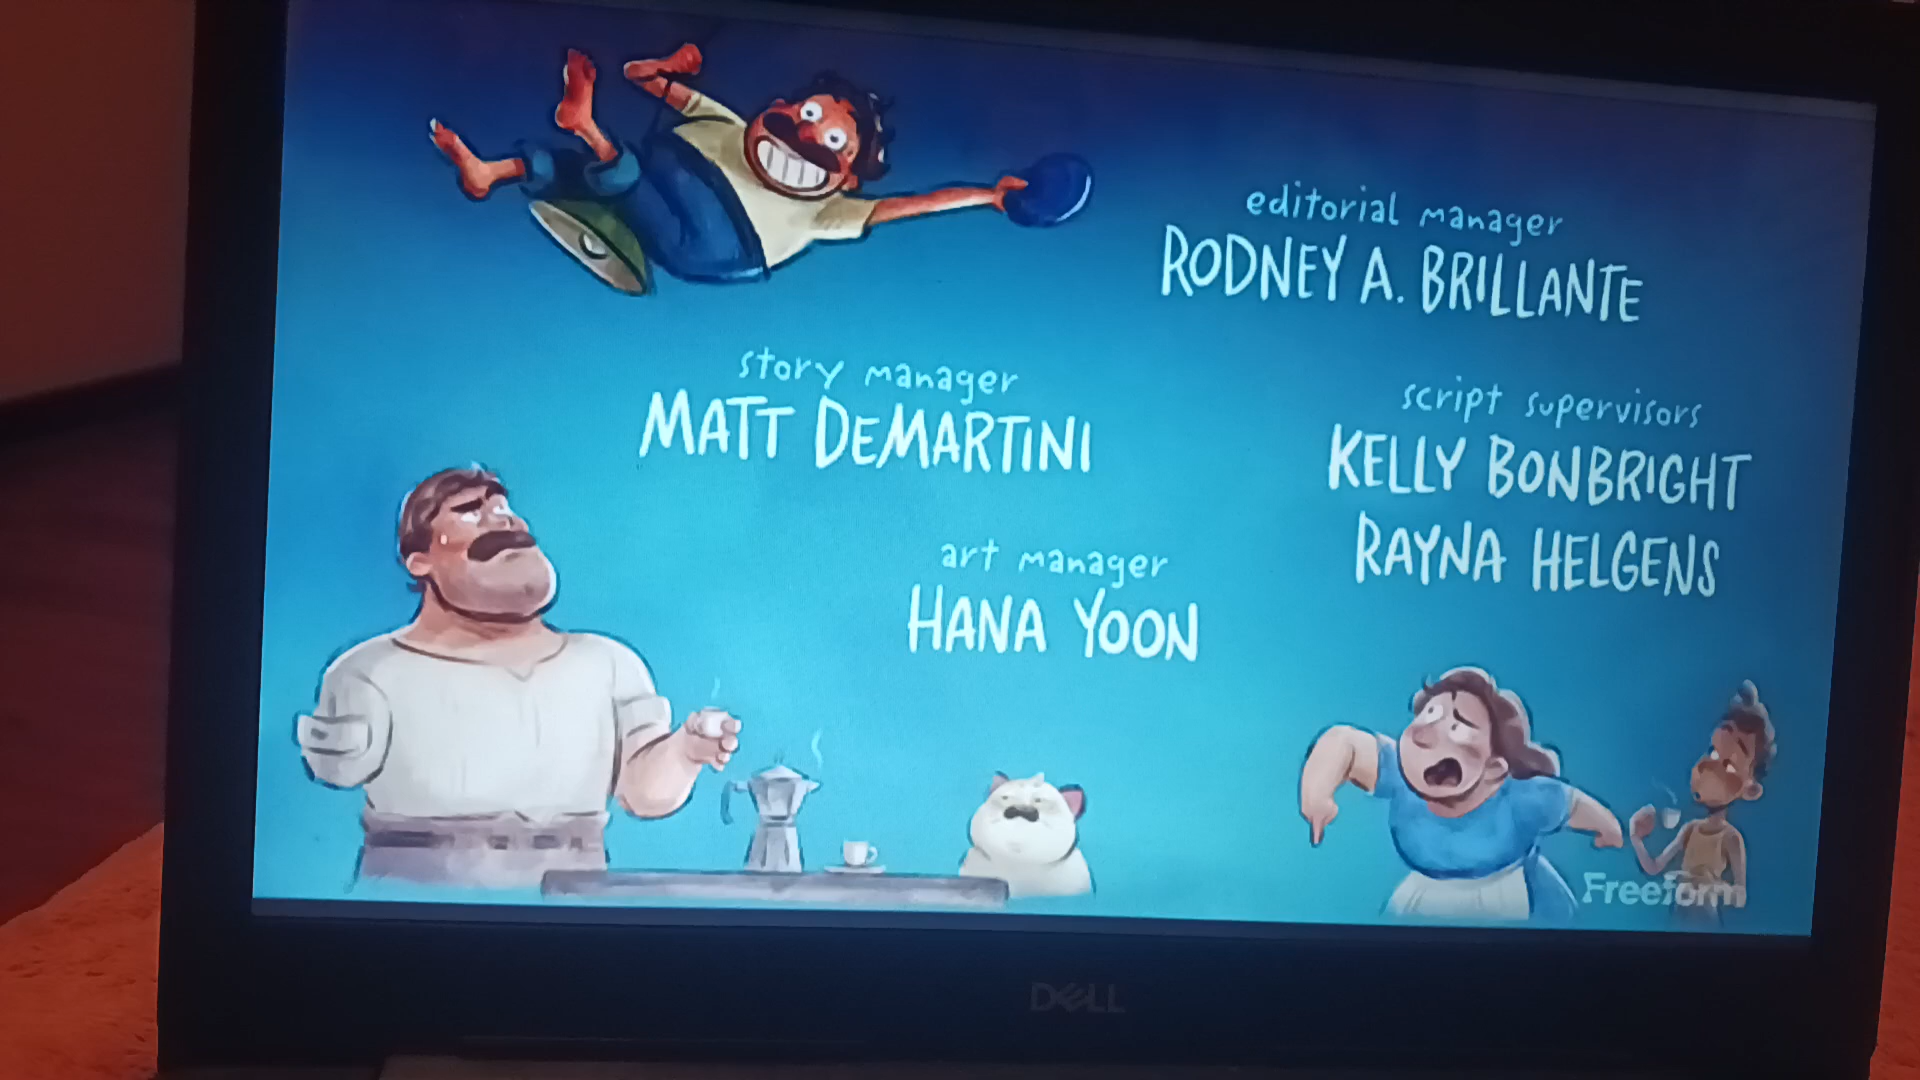 editorial manager
RODNEY A. BRILLANTE
story manager
MATT DEMARTINI
script supervisors
KELLY BONBRIGHT
RAYNA HELGENS
art manager
HANA YOON
Freeform
DELL